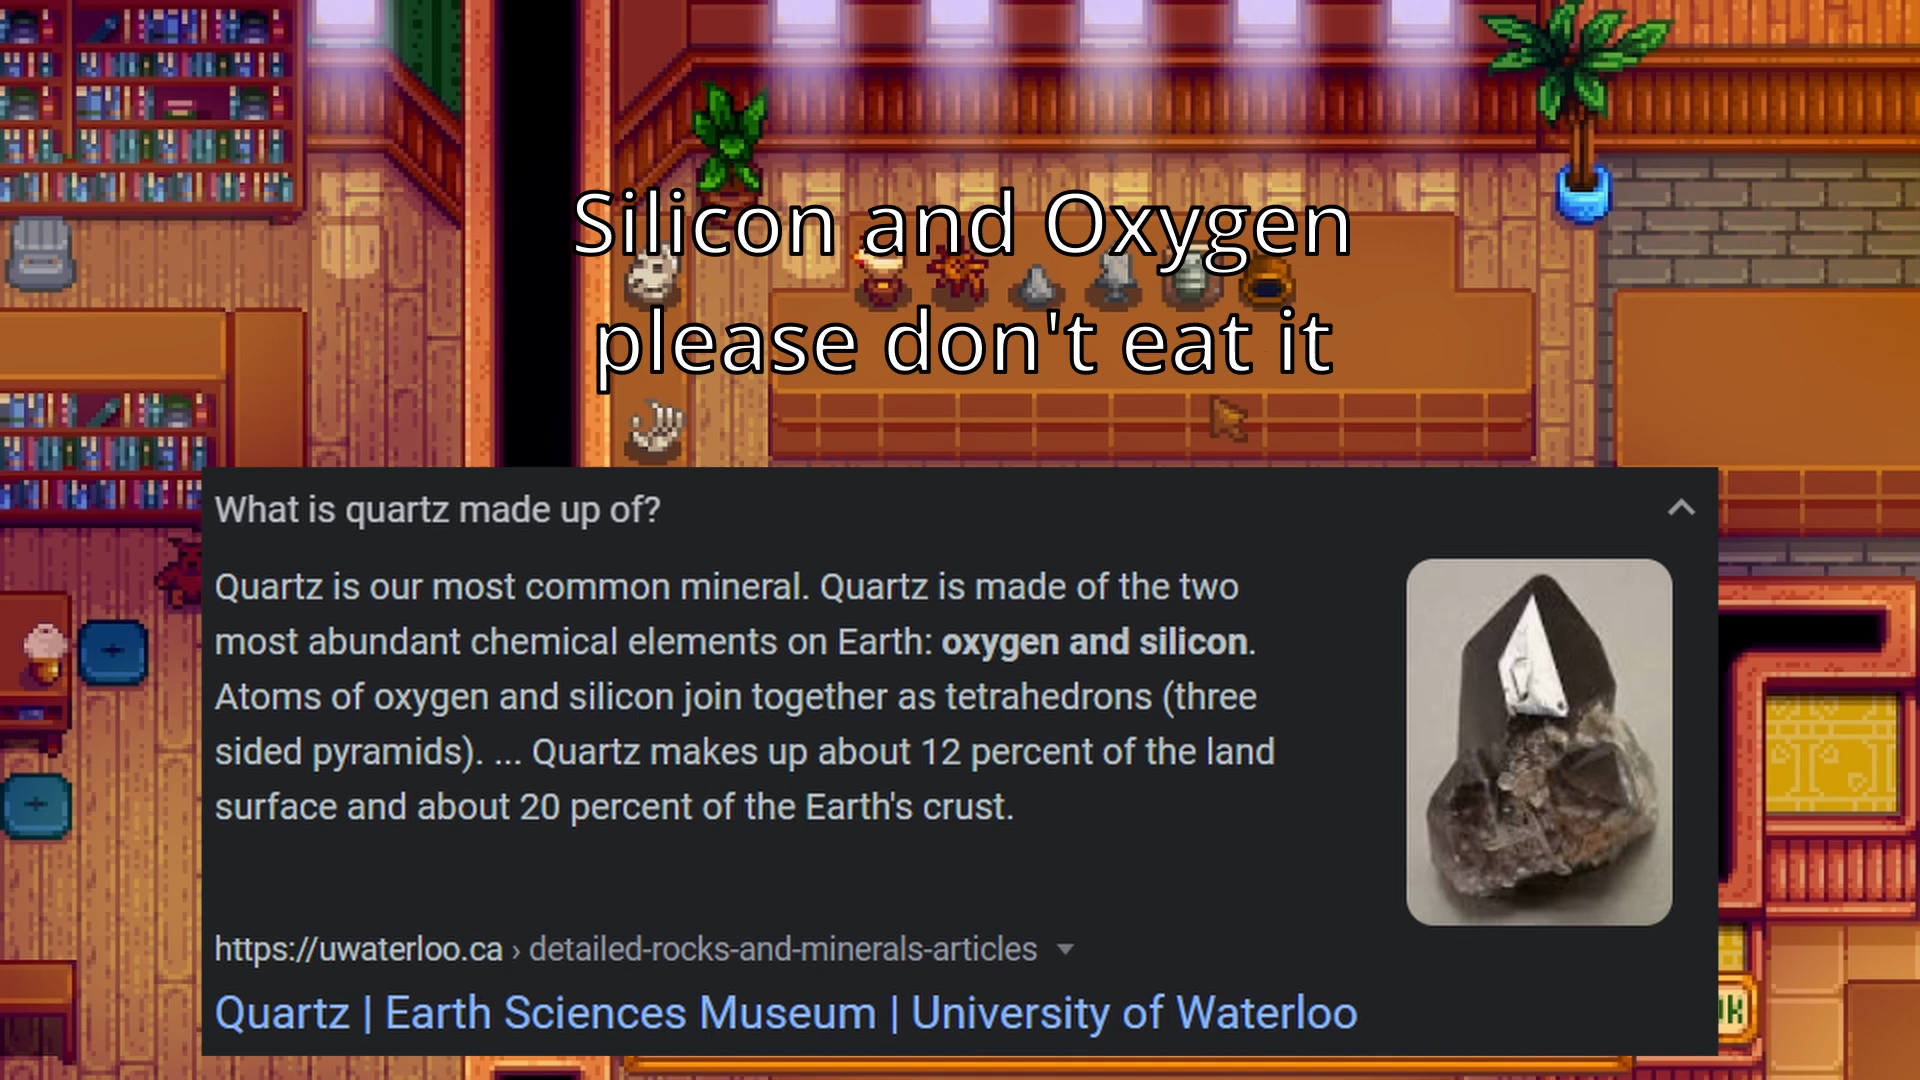 Silicon and Oxygen
please don't eat it
What is quartz made up of?
Quartz is our most common mineral. Quartz is made of the two
most abundant chemical elements on Earth: oxygen and silicon.
Atoms of oxygen and silicon join together as tetrahedrons (three
sided pyramids). ... Quartz makes up about 12 percent of the land
surface and about 20 percent of the Earth's crust.
https://uwaterloo.ca › detailed-rocks-and-minerals-articles
Quartz | Earth Sciences Museum | University of Waterloo